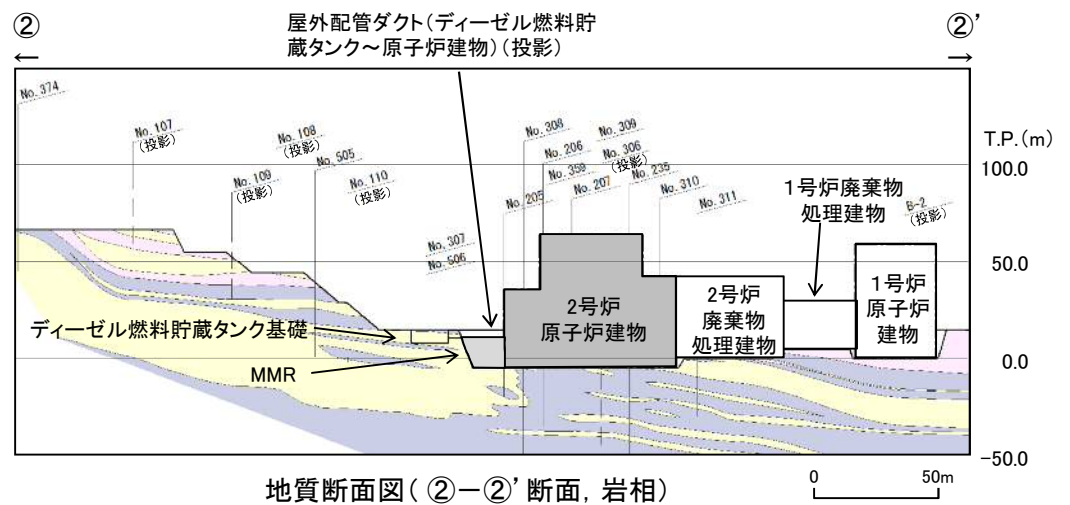 ②
←
屋外配管ダクト(ディーゼル燃料貯
蔵タンク～原子炉建物)(投影)
②’
→
No. 374
No. 107
(投影)
No. 108
(投影)
No. 505
No. 109
(投影)
No. 110
(投影)
No. 307
No. 506
No. 308
No. 206
No. 359
No. 205
No. 309
No. 306
(投影)
No. 207
No. 235
No. 310
No. 311
B-2
(投影)
T.P.(m)
100.0
50.0
0.0
-50.0
1号炉廃棄物
処理建物
2号炉
原子炉建物
2号炉
廃棄物
処理建物
1号炉
原子炉
建物
ディーゼル燃料貯蔵タンク基礎
MMR
地質断面図(②－②’断面, 岩相)
0
50m